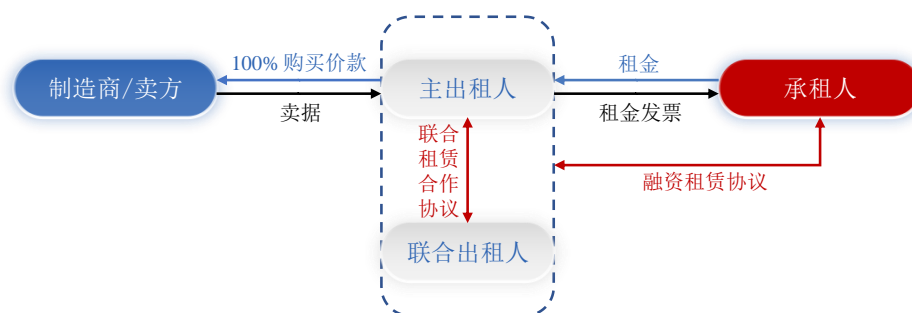 100% 购买价款
租金
制造商/卖方
主出租人
承租人
卖据
租金发票
联合
租赁
合作
协议
融资租赁协议
联合出租人